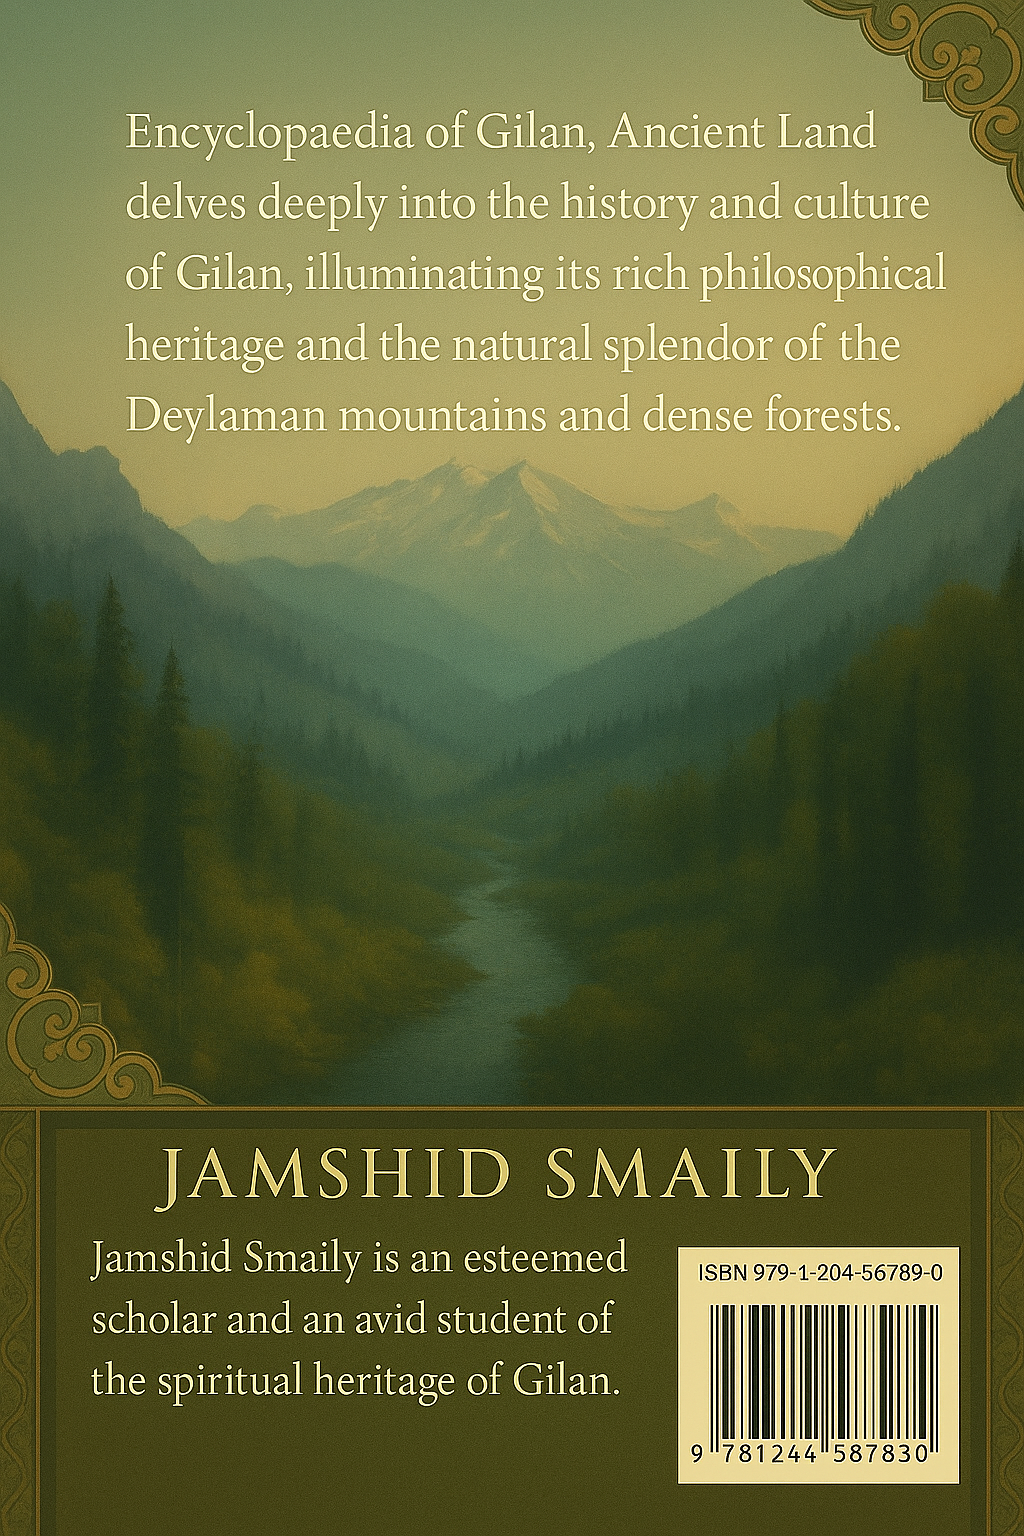 Encyclopaedia of Gilan, Ancient Land
delves deeply into the history and culture
of Gilan, illuminating its rich philosophical
heritage and the natural splendor of the
Deylaman mountains and dense forests.
JAMSHID SMAILY
Jamshid Smaily is an esteemed
scholar and an avid student of
the spiritual heritage of Gilan.
ISBN 979-1-204-56789-0
9 781244 587830